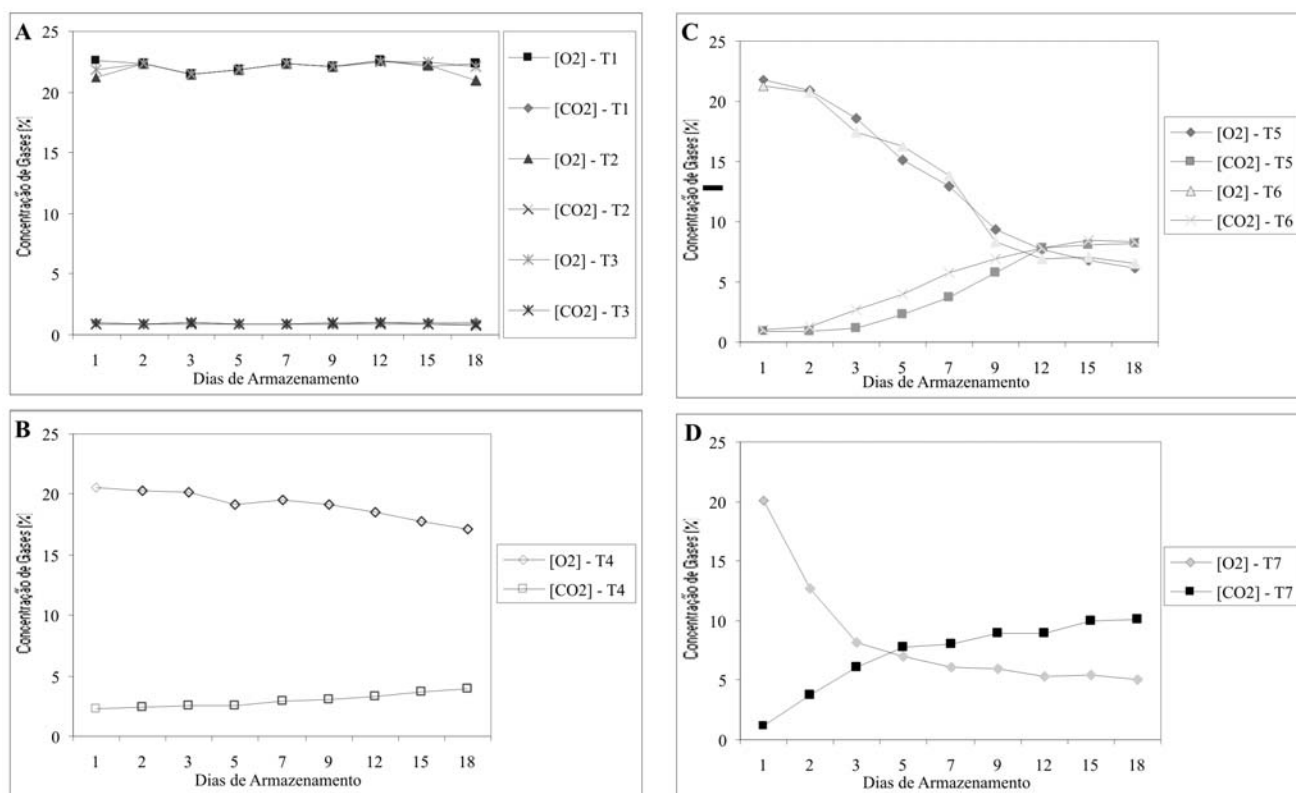 A
Concentração de Gases [%]
25
20
15
10
5
0
1 2 3 5 7 9 12 15 18
Dias de Armazenamento
[O2] - T1
[CO2] - T1
[O2] - T2
[CO2] - T2
[O2] - T3
[CO2] - T3
B
Concentração de Gases [%]
25
20
15
10
5
0
1 2 3 5 7 9 12 15 18
Dias de Armazenamento
[O2] - T4
[CO2] - T4
C
Concentração de Gases [%]
25
20
15
10
5
0
1 2 3 5 7 9 12 15 18
Dias de Armazenamento
[O2] - T5
[CO2] - T5
[O2] - T6
[CO2] - T6
D
Concentração de Gases [%]
25
20
15
10
5
0
1 2 3 5 7 9 12 15 18
Dias de Armazenamento
[O2] - T7
[CO2] - T7